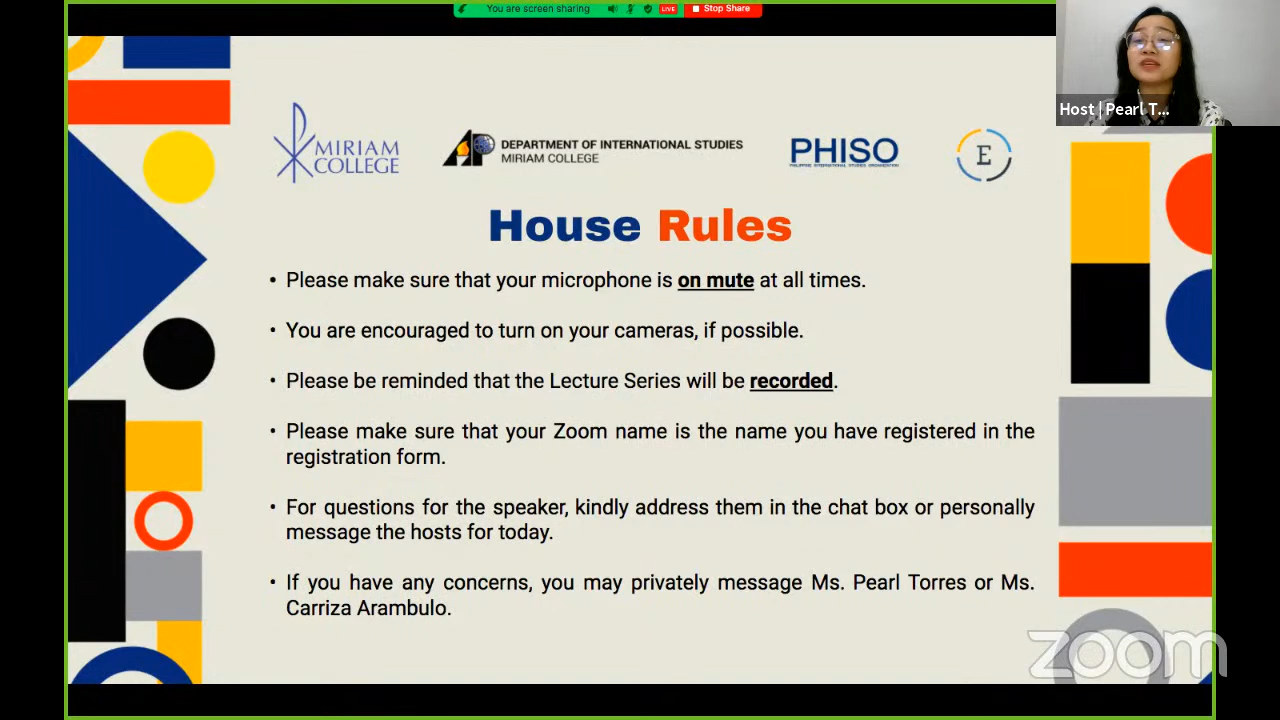 You are screen sharing
LIVE
Stop Share
Host | Pearl T...
MIRIAM
COLLEGE
DEPARTMENT OF INTERNATIONAL STUDIES
MIRIAM COLLEGE
PHISO
PHILIPPINE INTERNATIONAL STUDIES ORGANIZATION
E
House Rules
• Please make sure that your microphone is on mute at all times.
• You are encouraged to turn on your cameras, if possible.
• Please be reminded that the Lecture Series will be recorded.
• Please make sure that your Zoom name is the name you have registered in the
registration form.
• For questions for the speaker, kindly address them in the chat box or personally
message the hosts for today.
• If you have any concerns, you may privately message Ms. Pearl Torres or Ms.
Carriza Arambulo.
zoom